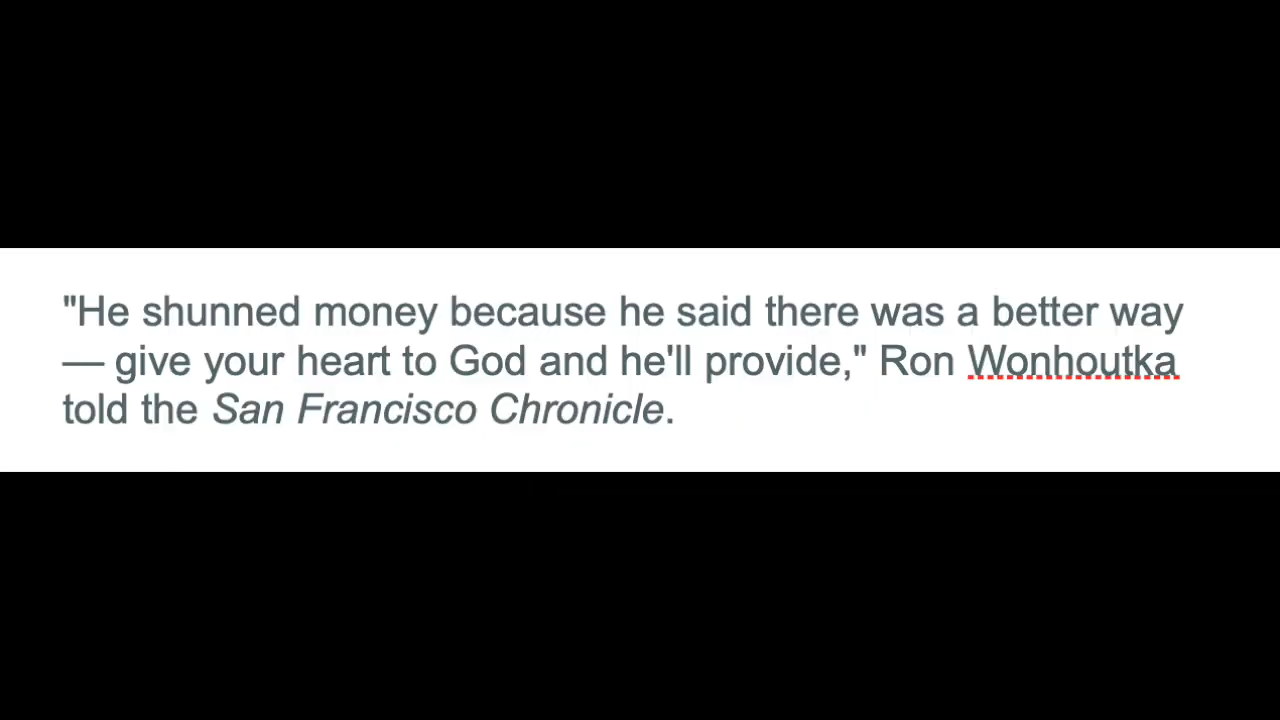 "He shunned money because he said there was a better way
— give your heart to God and he'll provide," Ron Wonhoutka
told the San Francisco Chronicle.